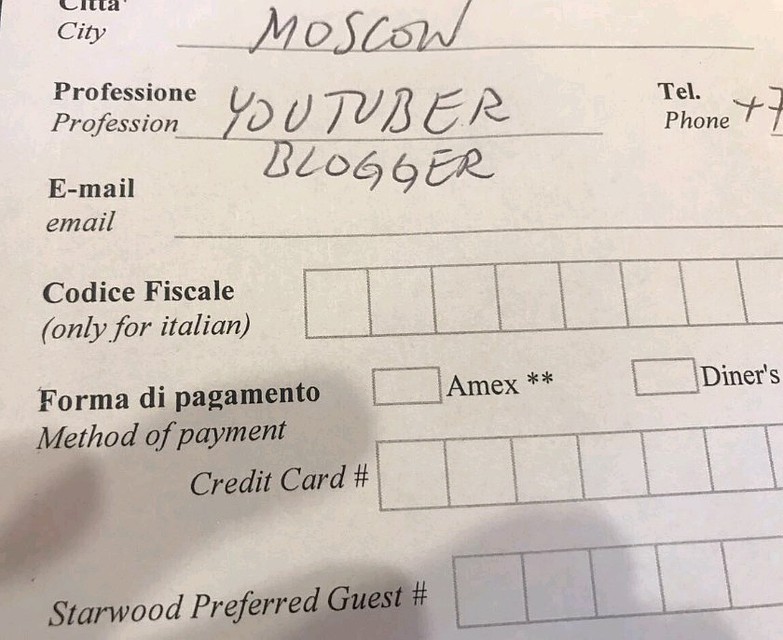 Città
City MOSCOW
Professione
Profession YOUTUBER
Tel.
Phone +7
BLOGGER
E-mail
email
Codice Fiscale
(only for italian)
Forma di pagamento
Method of payment
Amex **
Diner's
Credit Card #
Starwood Preferred Guest #